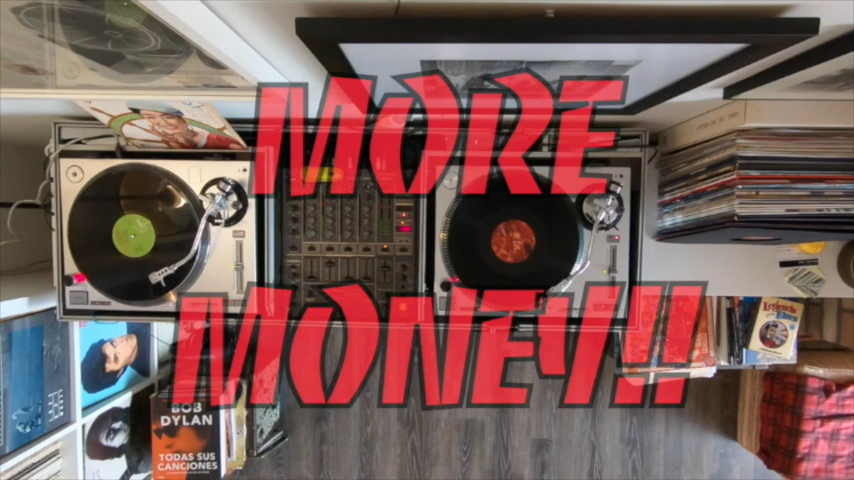 MORE
MONEY!!
BOB
DYLAN
TODAS SUS
CANCIONES